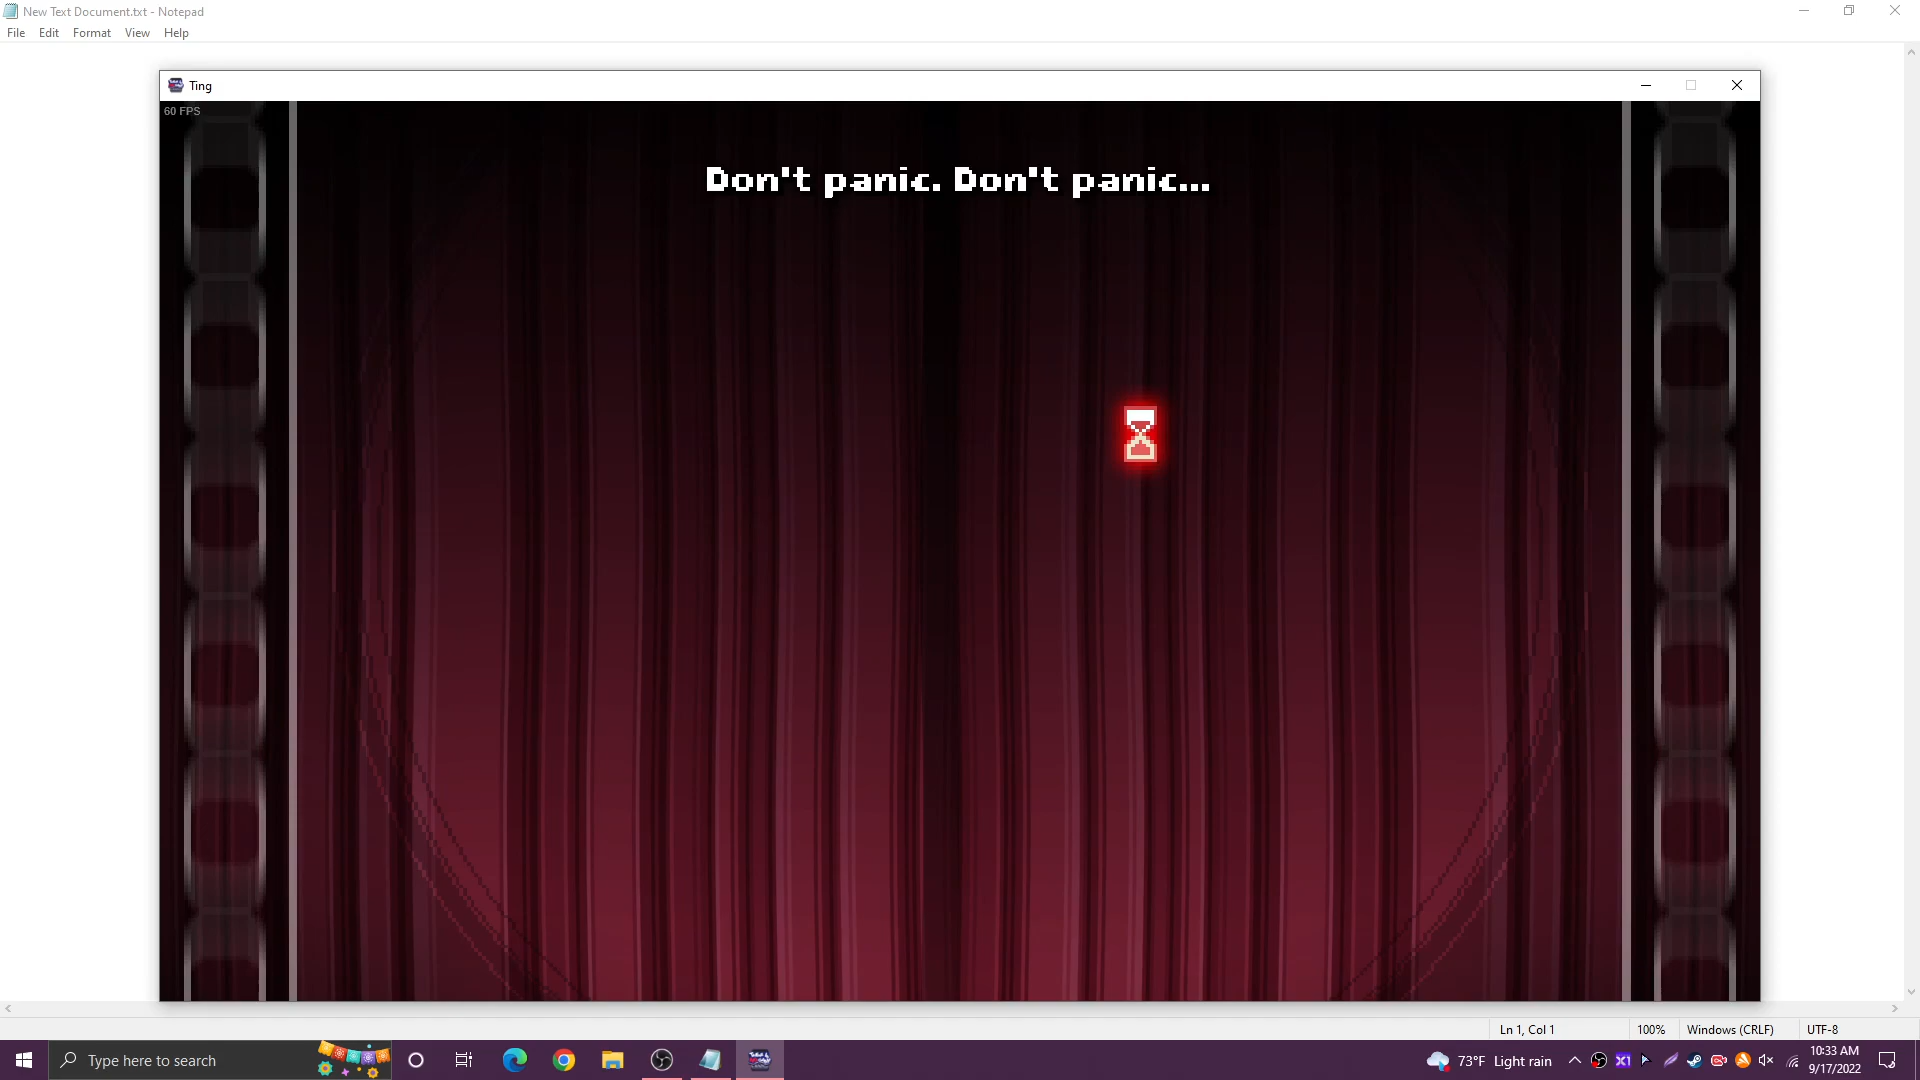 New Text Document.txt - Notepad
File Edit Format View Help
Ting
60 FPS
Don't panic. Don't panic...
Ln 1, Col 1 100% Windows (CRLF) UTF-8
Type here to search
73°F Light rain
X1
10:33 AM
9/17/2022